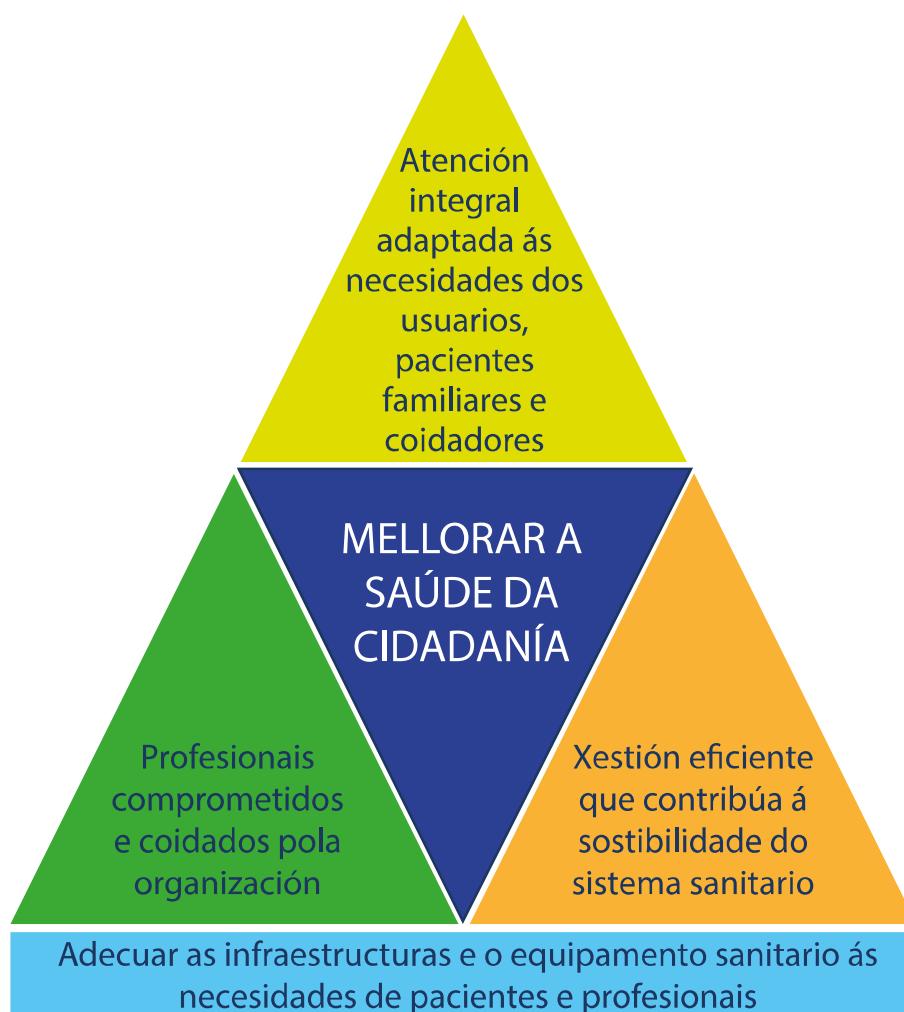 Atención
integral
adaptada ás
necesidades dos
usuarios,
pacientes
familiares e
coidadores
MELLORAR A
SAÚDE DA
CIDADANÍA
Profesionais
comprometidos
e coidados pola
organización
Xestión eficiente
que contribúa á
sostibilidade do
sistema sanitario
Adecuar as infraestructuras e o equipamento sanitario ás
necesidades de pacientes e profesionais